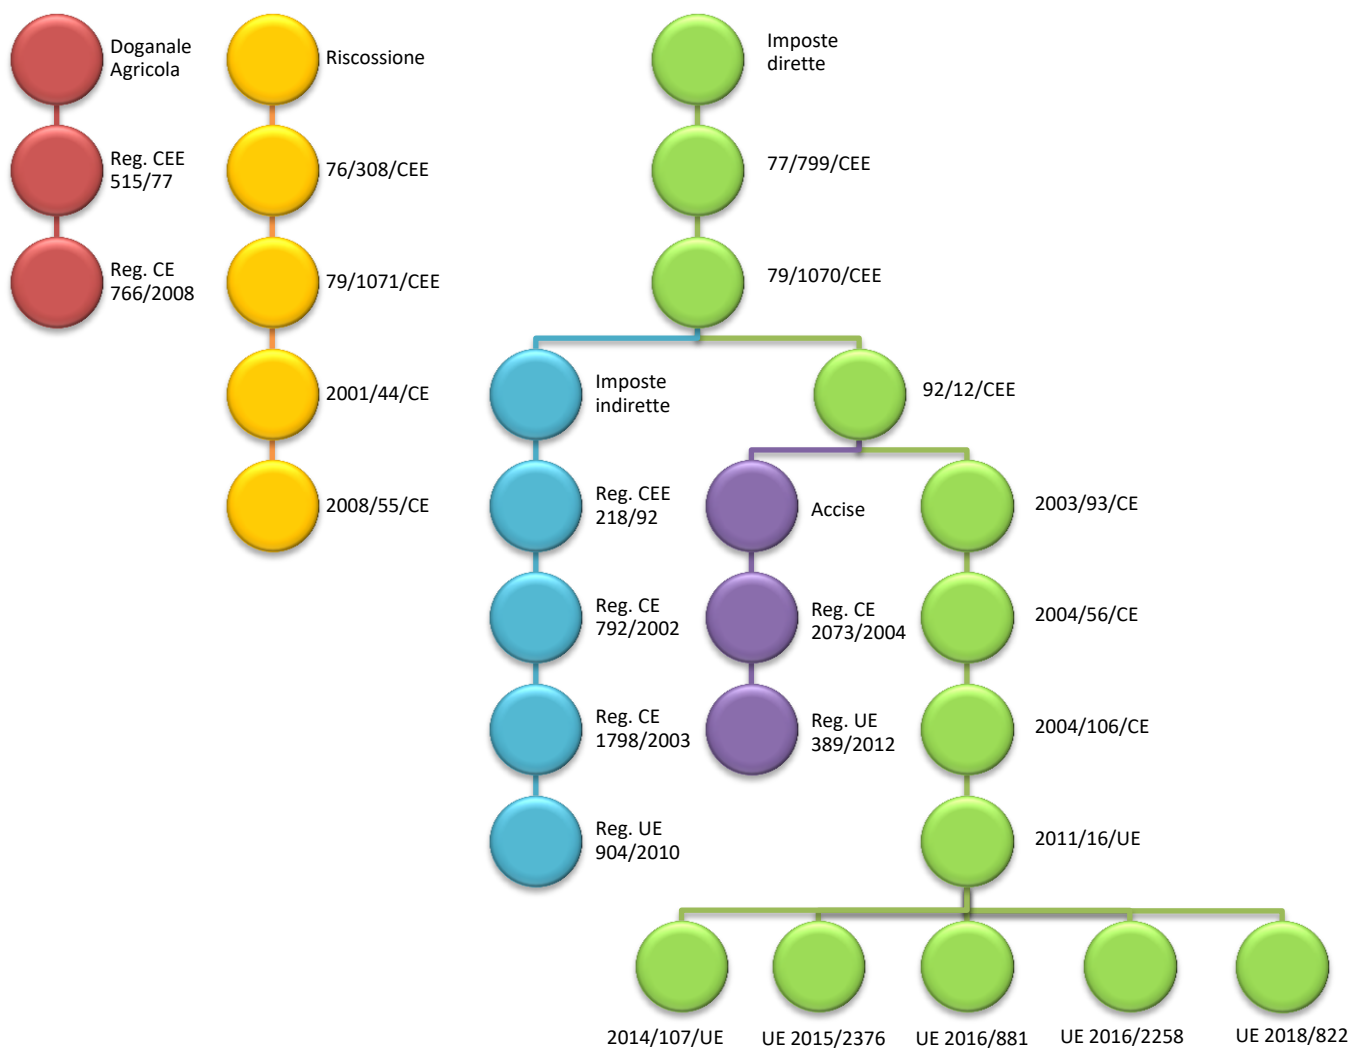 Doganale
Agricola
Reg. CEE
515/77
Reg. CE
766/2008
Riscossione
76/308/CEE
79/1071/CEE
2001/44/CE
2008/55/CE
Imposte
dirette
77/799/CEE
79/1070/CEE
Imposte
indirette
Reg. CEE
218/92
Reg. CE
792/2002
Reg. CE
1798/2003
Reg. UE
904/2010
92/12/CEE
Accise
Reg. CE
2073/2004
Reg. UE
389/2012
2003/93/CE
2004/56/CE
2004/106/CE
2011/16/UE
2014/107/UE
UE 2015/2376
UE 2016/881
UE 2016/2258
UE 2018/822